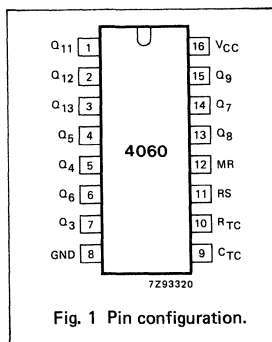 Q11 1 16 VCC
Q12 2 15 Q9
Q13 3 14 Q7
Q5 4 13 Q8
4060
Q4 5 12 MR
Q6 6 11 RS
Q3 7 10 RTC
GND 8 9 CTC
7Z93320
Fig. 1 Pin configuration.